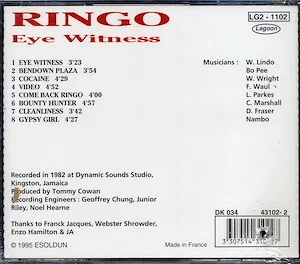 RINGO
LG2 - 1102
Lagoon
Eye Witness
1 EYE WITNESS 3'23
2 BENDOWN PLAZA 3'54
3 COCAINE 4'29
4 VIDEO 4'52
5 COME BACK RINGO 4'00
6 BOUNTY HUNTER 4'57
7 CLEANLINESS 3'42
8 GYPSY GIRL 4'27
Musicians : W. Lindo
Bo Pee
W. Wright
F. Waul
L. Parkes
C. Marshall
D. Fraser
Nambo
Recorded in 1982 at Dynamic Sounds Studio,
Kingston, Jamaica
Produced by Tommy Cowan
Recording Engineers : Geoffrey Chung, Junior
Riley, Noel Hearne
Thanks to Franck Jacques, Webster Shrowder,
Enzo Hamilton & JA
© 1995 ESOLDUN
Made in France
DK 034 43102- 2